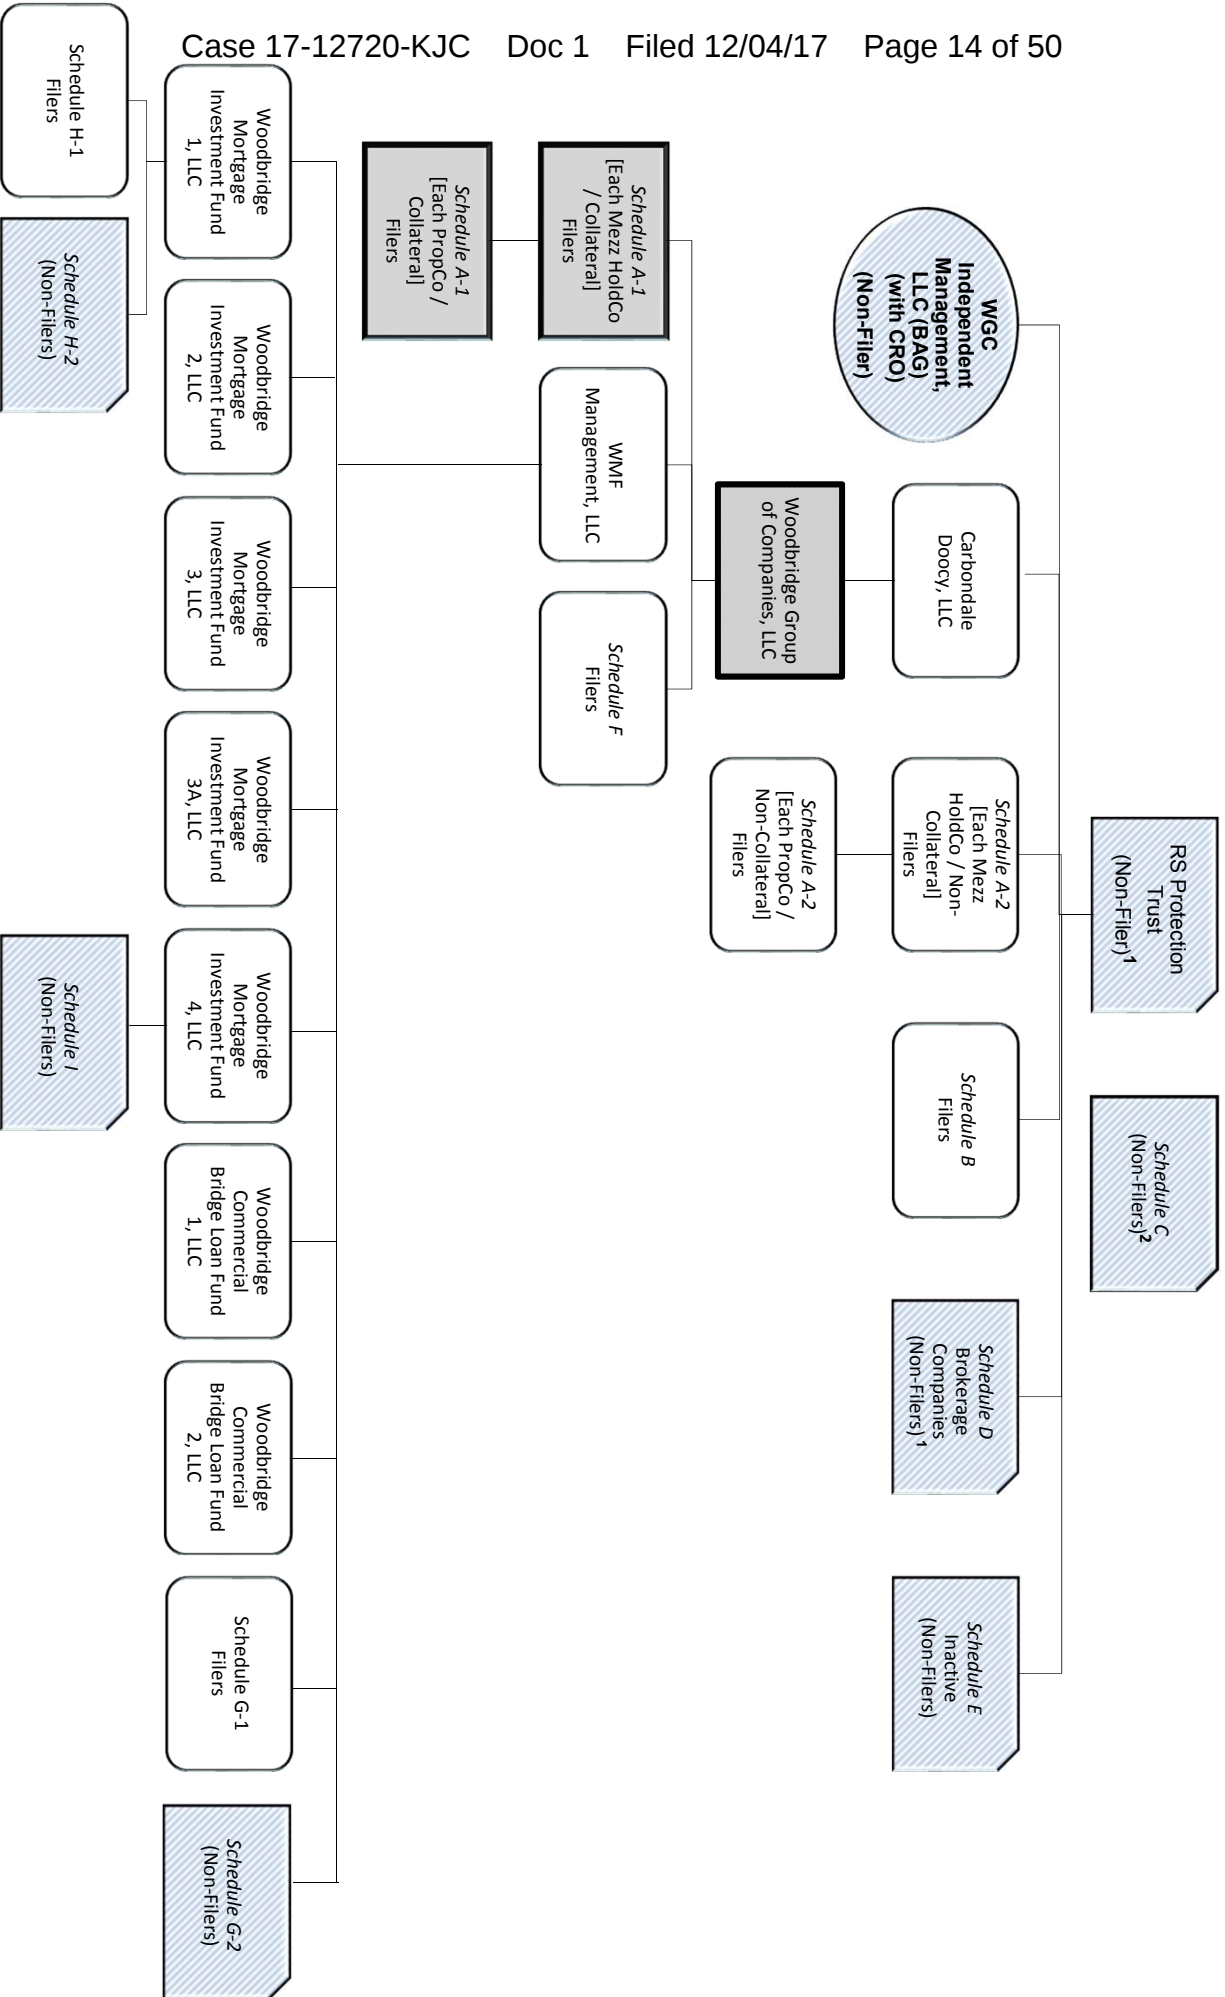 Case 17-12720-KJC Doc 1 Filed 12/04/17 Page 14 of 50
RS Protection
Trust
(Non-Filer)¹
Schedule C
(Non-Filers)²
WGC
Independent
Management,
LLC (BAG)
(with CRO)
(Non-Filer)
Carbondale
Doocy, LLC
Schedule A-2
[Each Mezz
HoldCo / Non-
Collateral]
Filers
Schedule B
Filers
Schedule D
Brokerage
Companies
(Non-Filers) ¹
Schedule E
Inactive
(Non-Filers)
Woodbridge Group
of Companies, LLC
Schedule A-2
[Each PropCo /
Non-Collateral]
Filers
Schedule A-1
[Each Mezz HoldCo
/ Collateral]
Filers
WMF
Management, LLC
Schedule F
Filers
Schedule A-1
[Each PropCo /
Collateral]
Filers
Woodbridge
Mortgage
Investment Fund
1, LLC
Woodbridge
Mortgage
Investment Fund
2, LLC
Woodbridge
Mortgage
Investment Fund
3, LLC
Woodbridge
Mortgage
Investment Fund
3A, LLC
Woodbridge
Mortgage
Investment Fund
4, LLC
Woodbridge
Commercial
Bridge Loan Fund
1, LLC
Woodbridge
Commercial
Bridge Loan Fund
2, LLC
Schedule G-1
Filers
Schedule G-2
(Non-Filers)
Schedule H-1
Filers
Schedule H-2
(Non-Filers)
Schedule I
(Non-Filers)